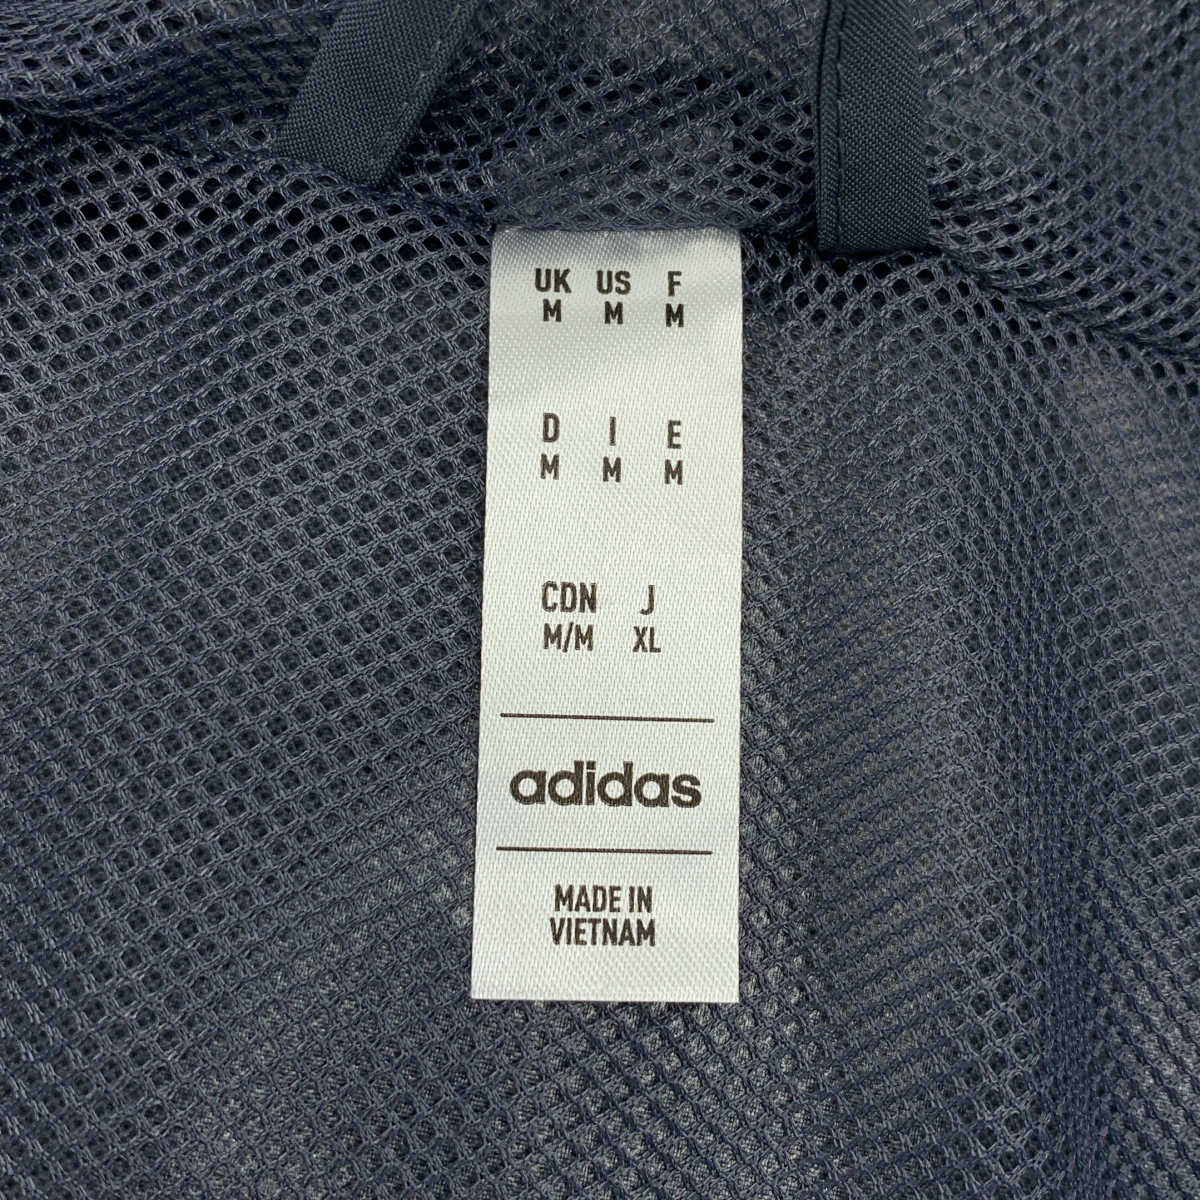 UK US F
M M M
D I E
M M M
CDN J
M/M XL
adidas
MADE IN
VIETNAM